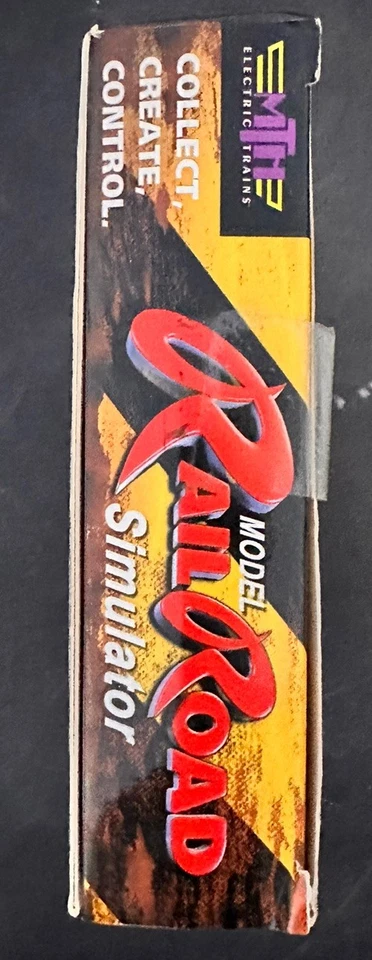 MTH
ELECTRIC TRAINS
COLLECT,
CREATE,
CONTROL.
MODEL
RAILROAD
Simulator